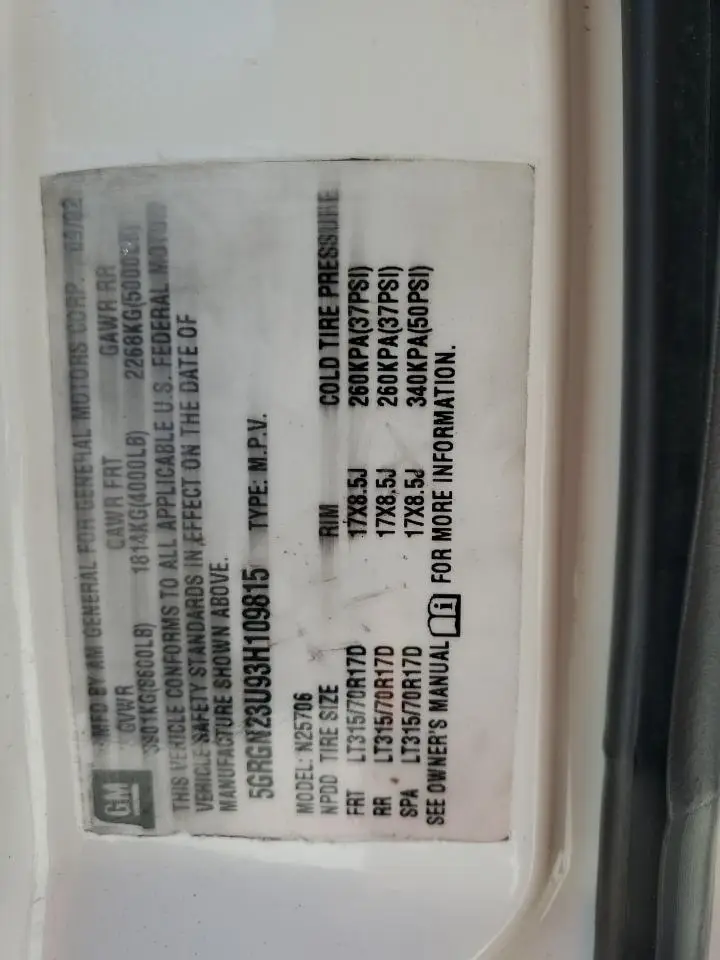 GM
MFD BY AM GENERAL FOR GENERAL MOTORS CORP. 09/02
GVWR GAWR FRT GAWR RR
3901KG(8600LB) 1814KG(4000LB) 2268KG(5000LB)
THIS VEHICLE CONFORMS TO ALL APPLICABLE U.S. FEDERAL MOTOR
VEHICLE SAFETY STANDARDS IN EFFECT ON THE DATE OF
MANUFACTURE SHOWN ABOVE.
5GRGN23U93H109815 TYPE: M.P.V.
MODEL: N25706
NPDD TIRE SIZE RIM COLD TIRE PRESSURE
FRT LT315/70R17D 17X8.5J 260KPA(37PSI)
RR LT315/70R17D 17X8.5J 260KPA(37PSI)
SPA LT315/70R17D 17X8.5J 340KPA(50PSI)
SEE OWNER'S MANUAL i FOR MORE INFORMATION.